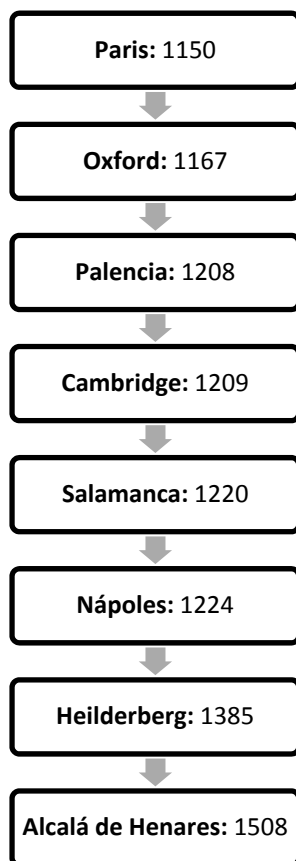 Paris: 1150
Oxford: 1167
Palencia: 1208
Cambridge: 1209
Salamanca: 1220
Nápoles: 1224
Heilderberg: 1385
Alcalá de Henares: 1508